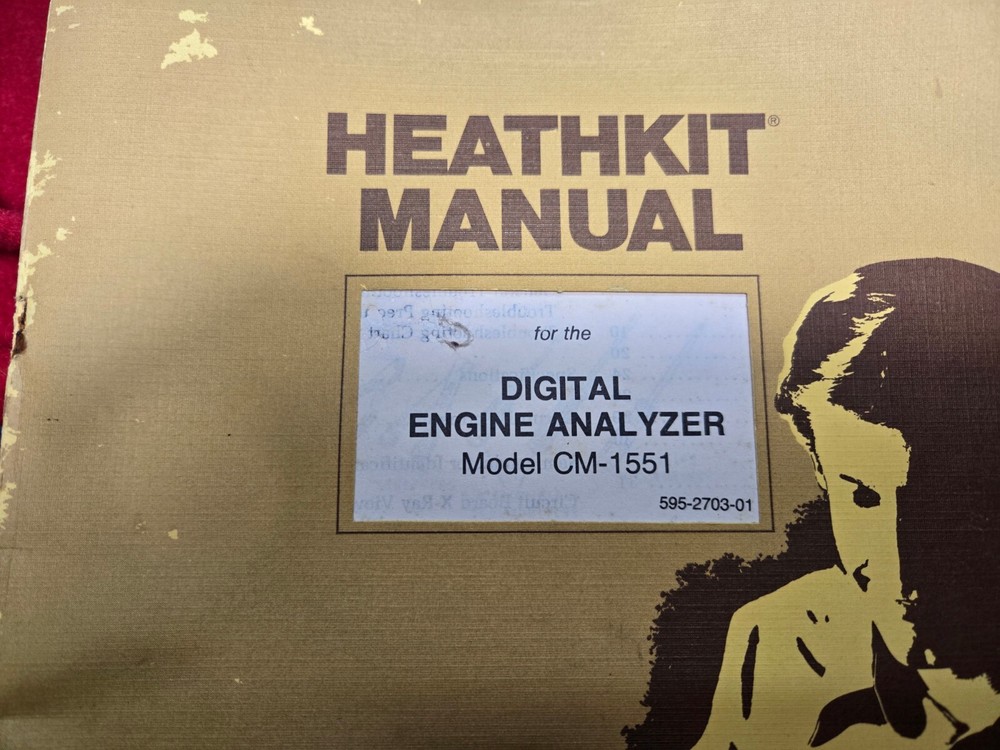 HEATHKIT®
MANUAL
for the
DIGITAL
ENGINE ANALYZER
Model CM-1551
595-2703-01